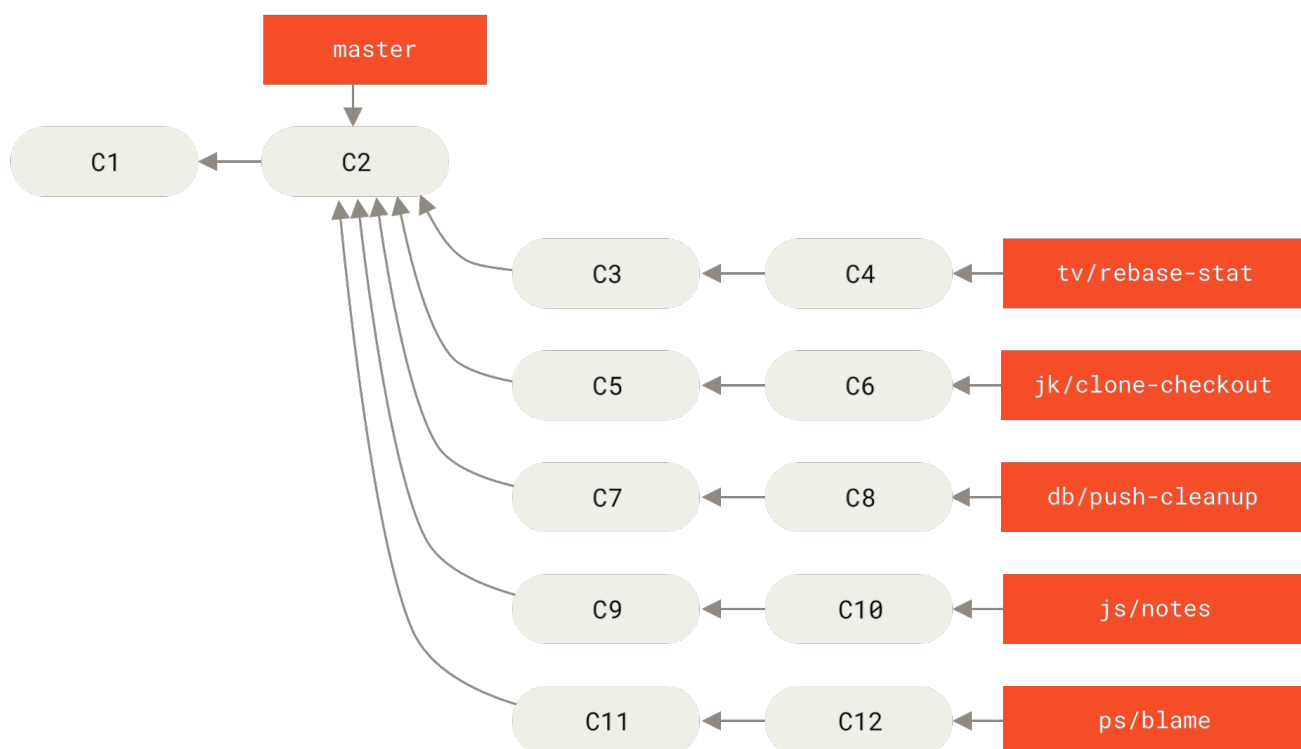 master
C1
C2
C3
C4
tv/rebase-stat
C5
C6
jk/clone-checkout
C7
C8
db/push-cleanup
C9
C10
js/notes
C11
C12
ps/blame